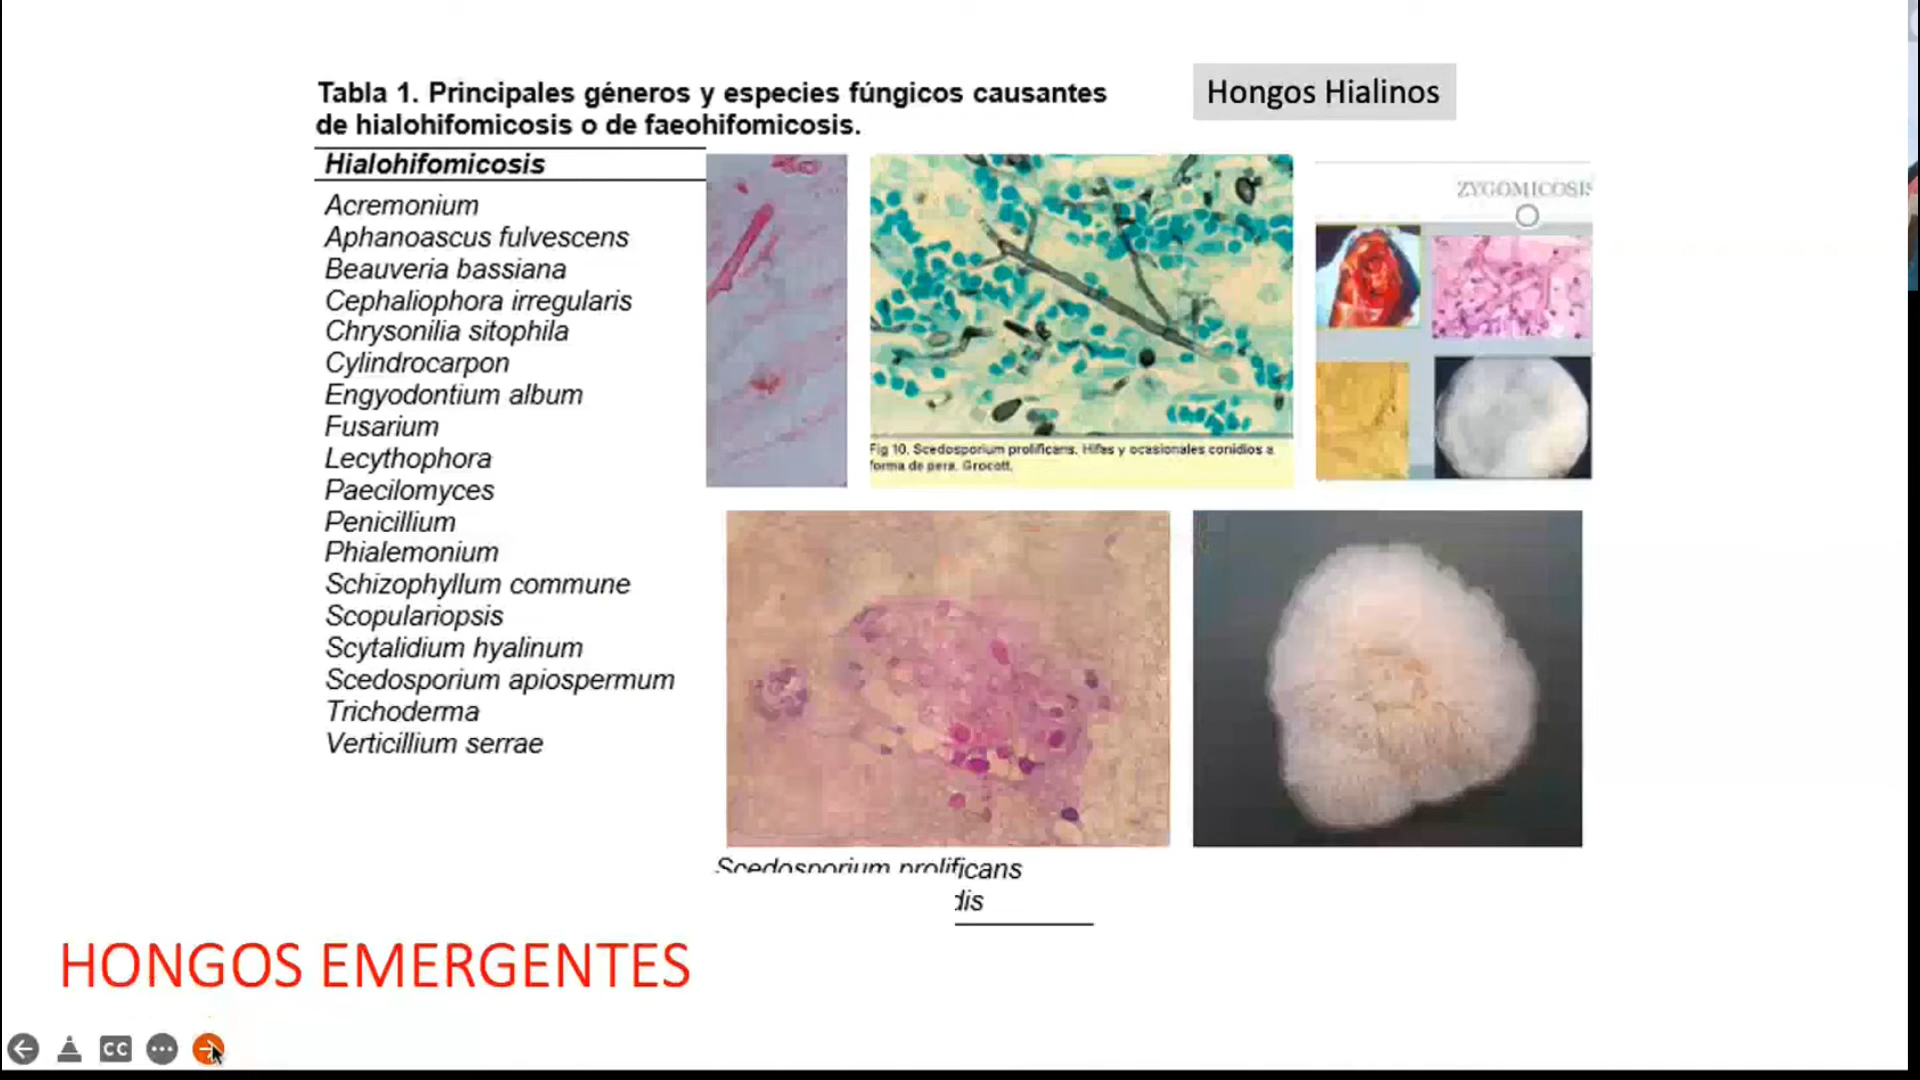 Tabla 1. Principales géneros y especies fúngicos causantes
de hialohifomicosis o de faeohifomicosis.
Hongos Hialinos
Hialohifomicosis
Acremonium
Aphanoascus fulvescens
Beauveria bassiana
Cephaliophora irregularis
Chrysonilia sitophila
Cylindrocarpon
Engyodontium album
Fusarium
Lecythophora
Paecilomyces
Penicillium
Phialemonium
Schizophyllum commune
Scopulariopsis
Scytalidium hyalinum
Scedosporium apiospermum
Trichoderma
Verticillium serrae
Fig 10. Scedosporium prolificans. Hifas y ocasionales conidios a
forma de pera. Grocott.
ZYGOMICOSIS
Scedosporium prolificans
dis
HONGOS EMERGENTES
CC